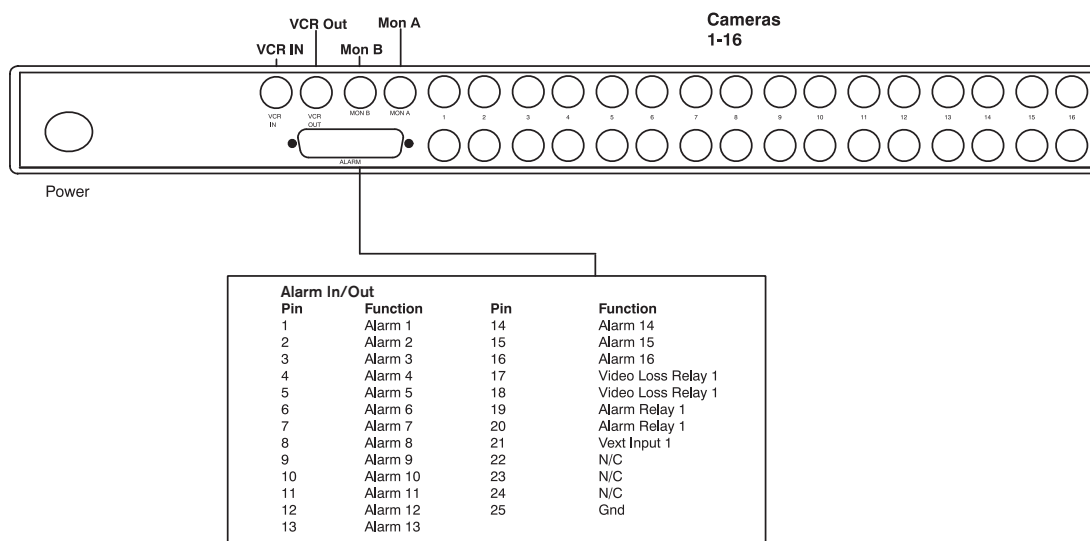 Cameras
1-16
VCR Out Mon A
VCR IN Mon B
VCR IN VCR OUT MON B MON A 1 2 3 4 5 6 7 8 9 10 11 12 13 14 15 16
ALARM
Power
Alarm In/Out
Pin Function Pin Function
1 Alarm 1 14 Alarm 14
2 Alarm 2 15 Alarm 15
3 Alarm 3 16 Alarm 16
4 Alarm 4 17 Video Loss Relay 1
5 Alarm 5 18 Video Loss Relay 1
6 Alarm 6 19 Alarm Relay 1
7 Alarm 7 20 Alarm Relay 1
8 Alarm 8 21 Vext Input 1
9 Alarm 9 22 N/C
10 Alarm 10 23 N/C
11 Alarm 11 24 N/C
12 Alarm 12 25 Gnd
13 Alarm 13